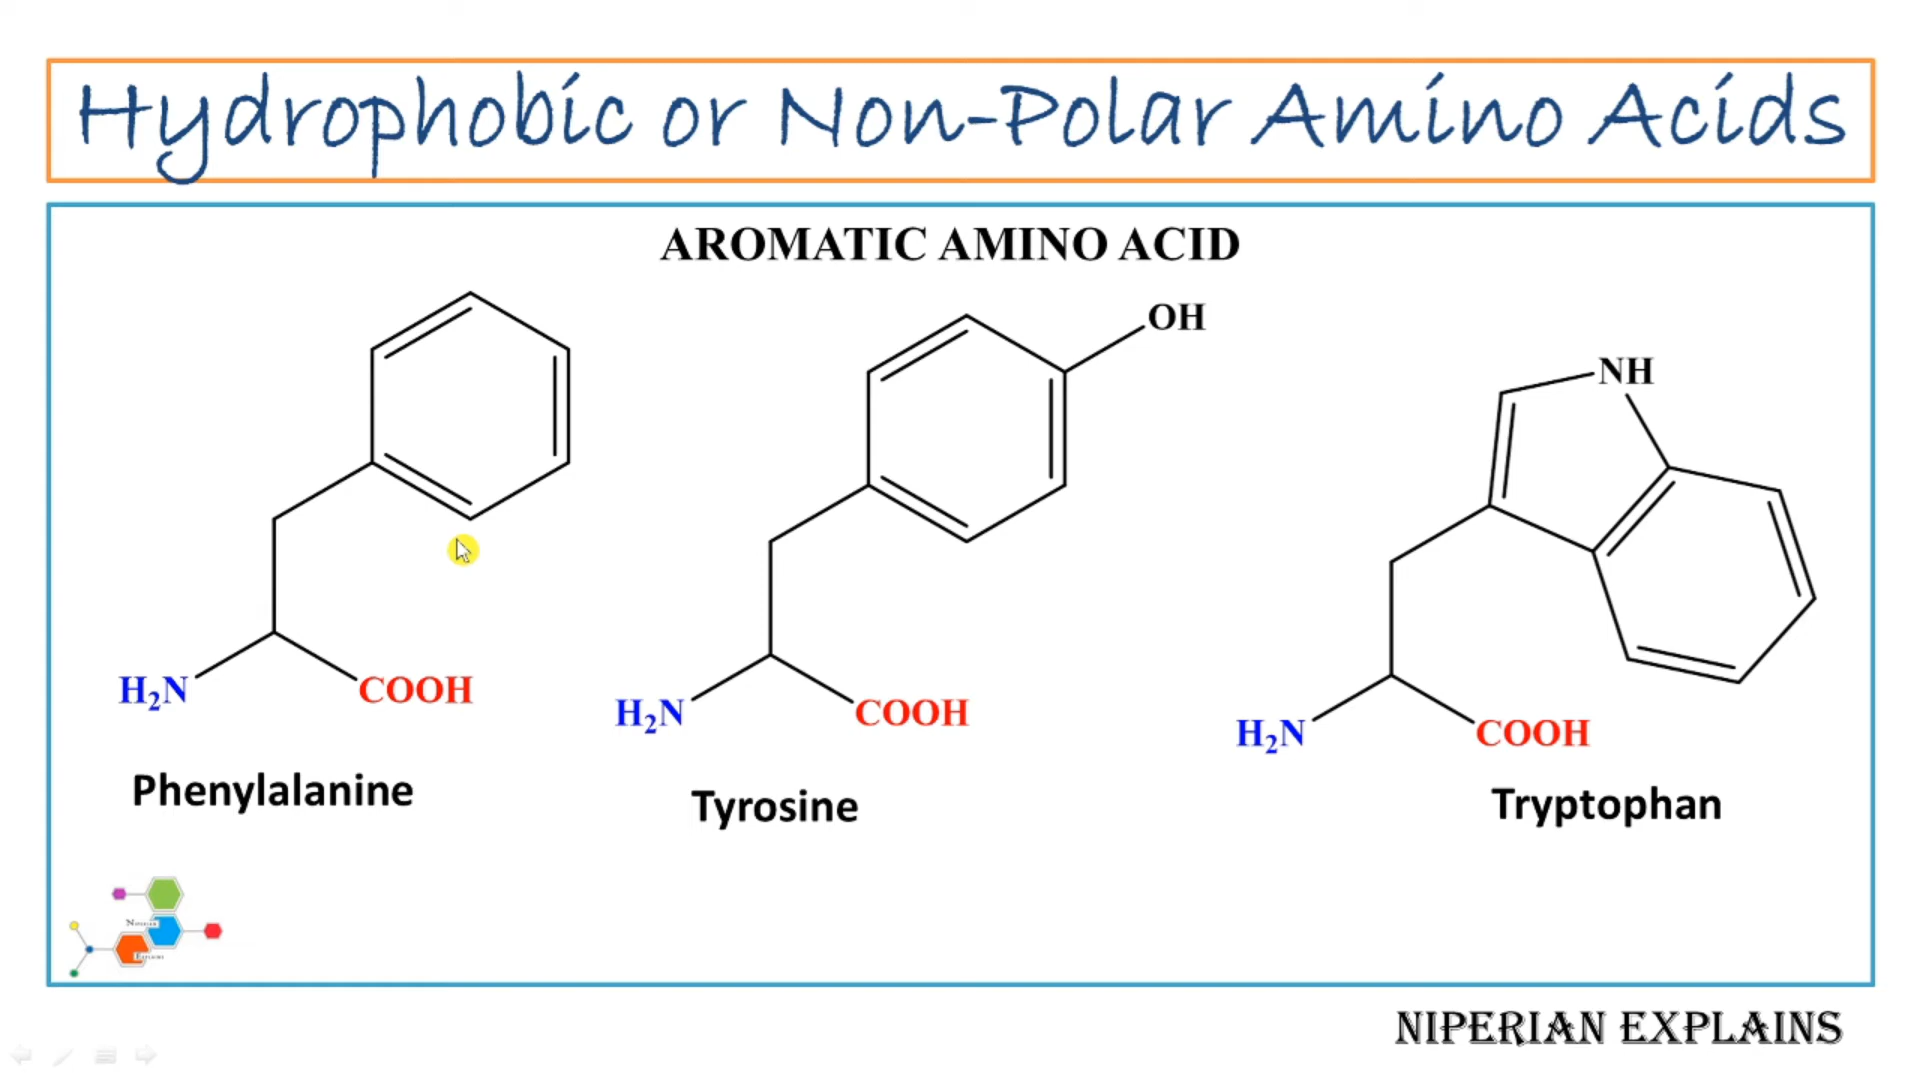 Hydrophobic or Non-Polar Amino Acids
AROMATIC AMINO ACID
OH
NH
H₂N
COOH
H₂N
COOH
H₂N
COOH
Phenylalanine
Tyrosine
Tryptophan
NIPERIAN EXPLAINS